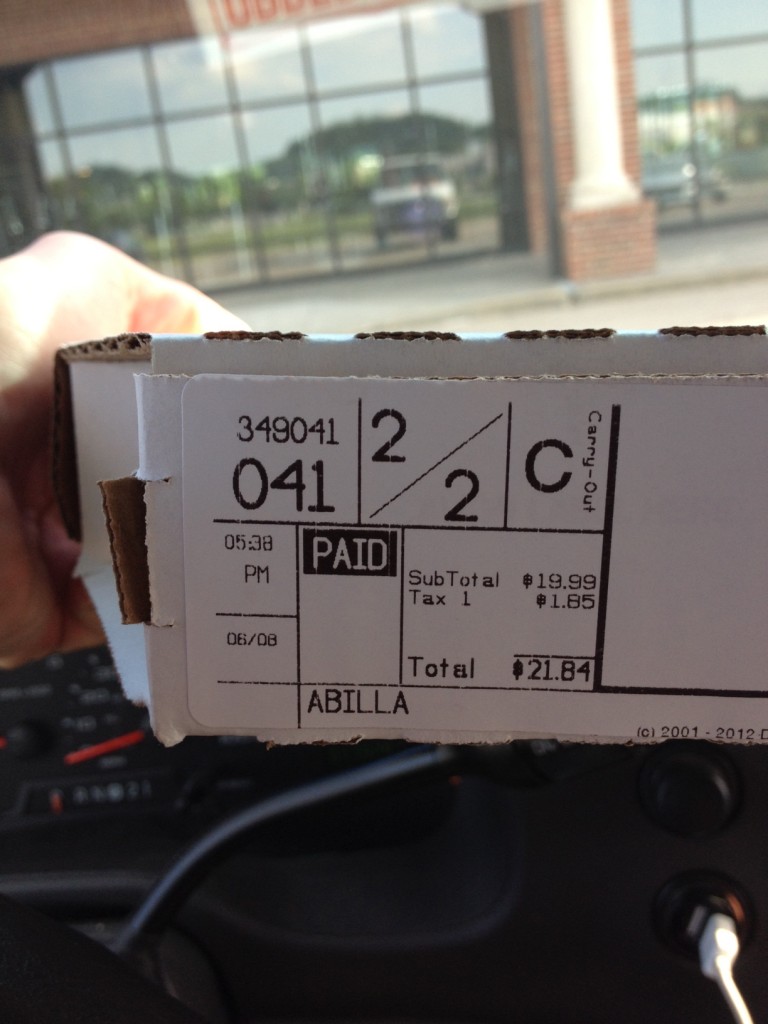 349041
041
2/2
C
Carry-Out
05:38
PM
PAID
SubTotal $19.99
Tax 1 $1.85
06/08
Total $21.84
ABILLA
(c) 2001 - 2012